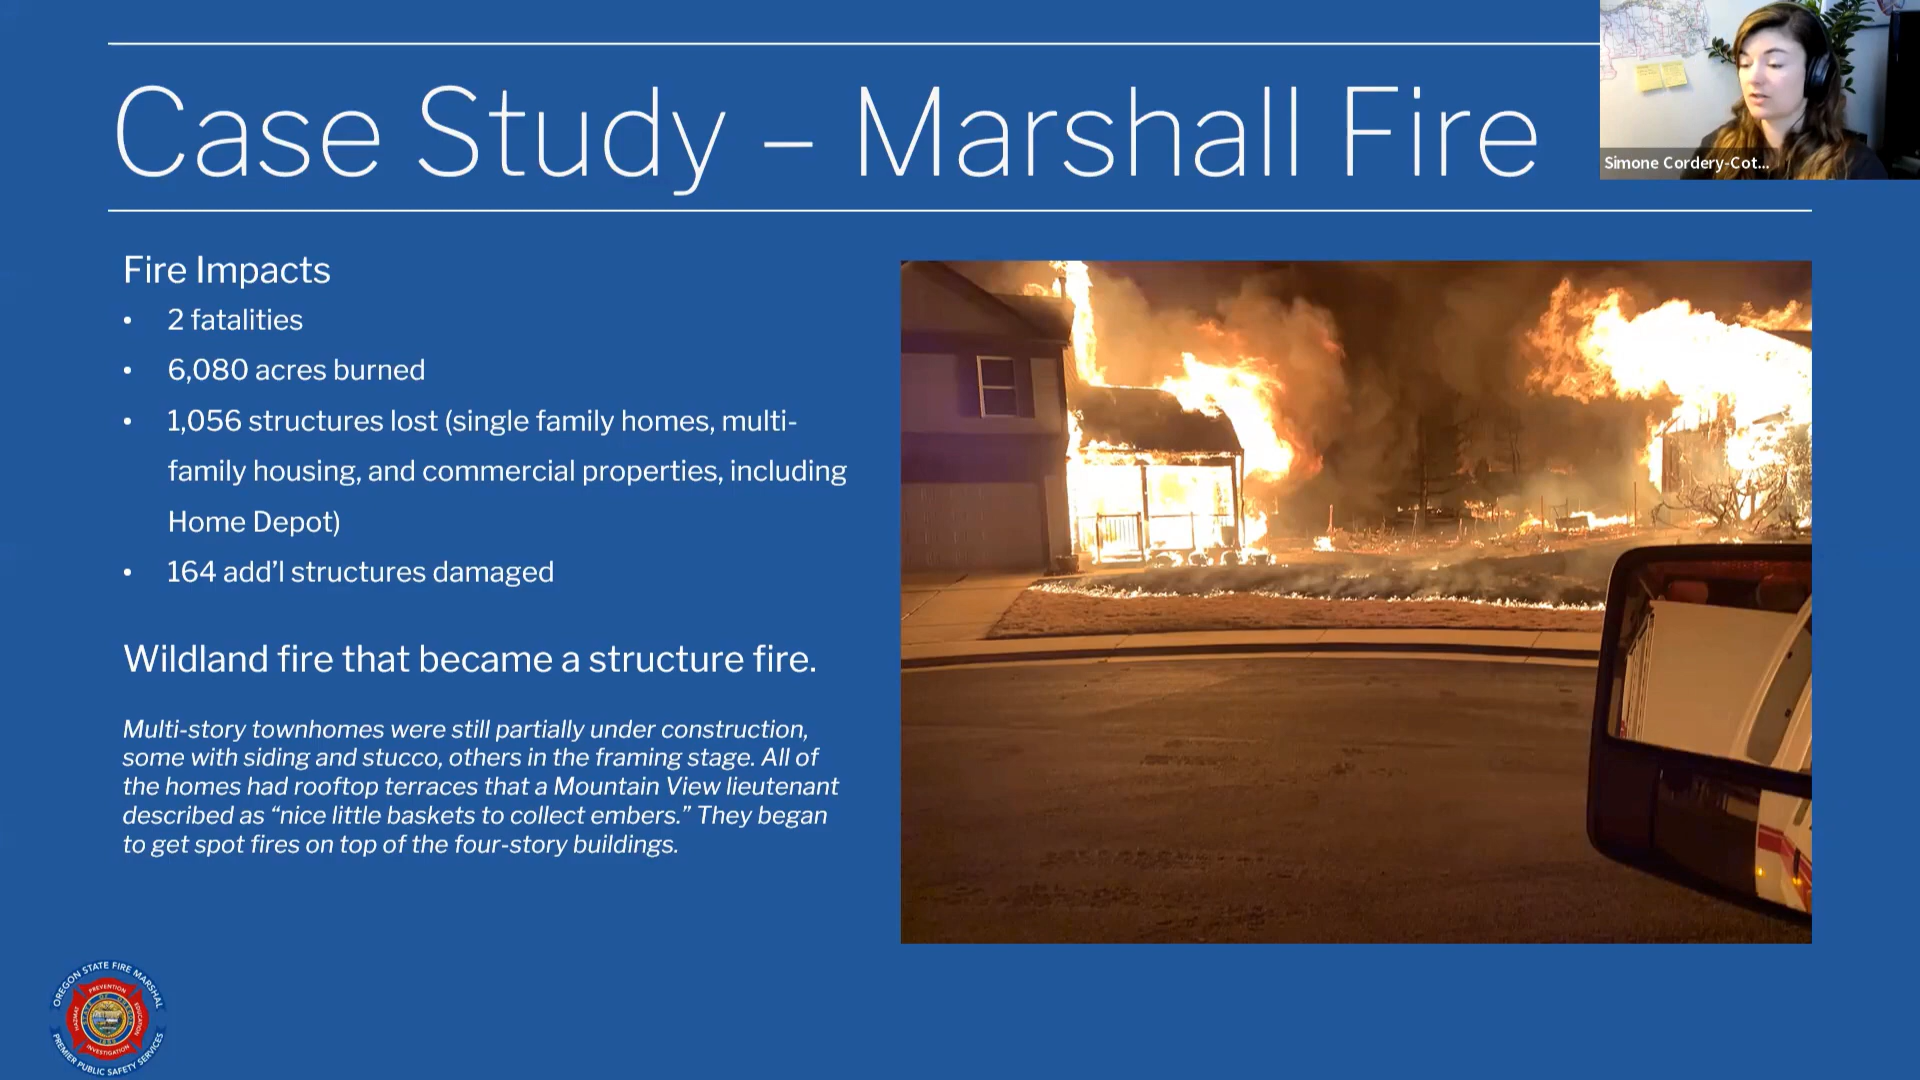 Case Study – Marshall Fire
Simone Cordery-Cot...
Fire Impacts
• 2 fatalities
• 6,080 acres burned
• 1,056 structures lost (single family homes, multi-
family housing, and commercial properties, including
Home Depot)
• 164 add’l structures damaged
Wildland fire that became a structure fire.
Multi-story townhomes were still partially under construction,
some with siding and stucco, others in the framing stage. All of
the homes had rooftop terraces that a Mountain View lieutenant
described as “nice little baskets to collect embers.” They began
to get spot fires on top of the four-story buildings.
OREGON STATE FIRE MARSHAL
PREVENTION
HAZMAT
EDUCATION
INVESTIGATION
PREMIER PUBLIC SAFETY SERVICES